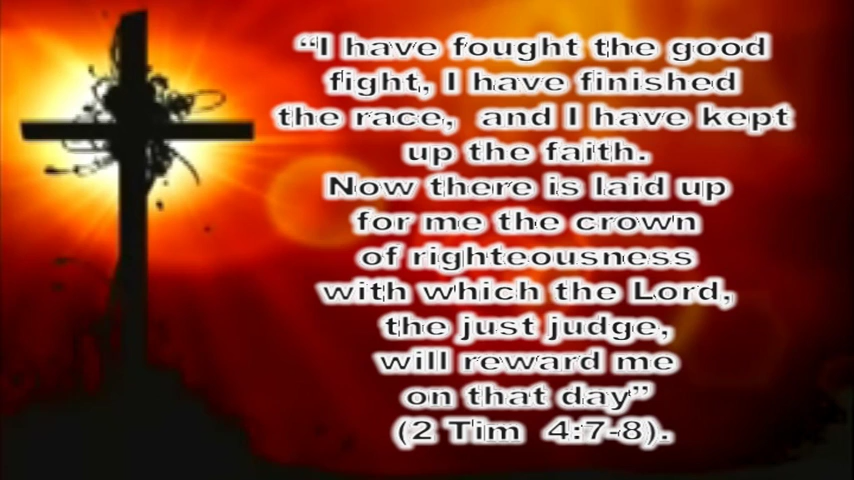 “I have fought the good
fight, I have finished
the race, and I have kept
up the faith.
Now there is laid up
for me the crown
of righteousness
with which the Lord,
the just judge,
will reward me
on that day”
(2 Tim 4:7-8).